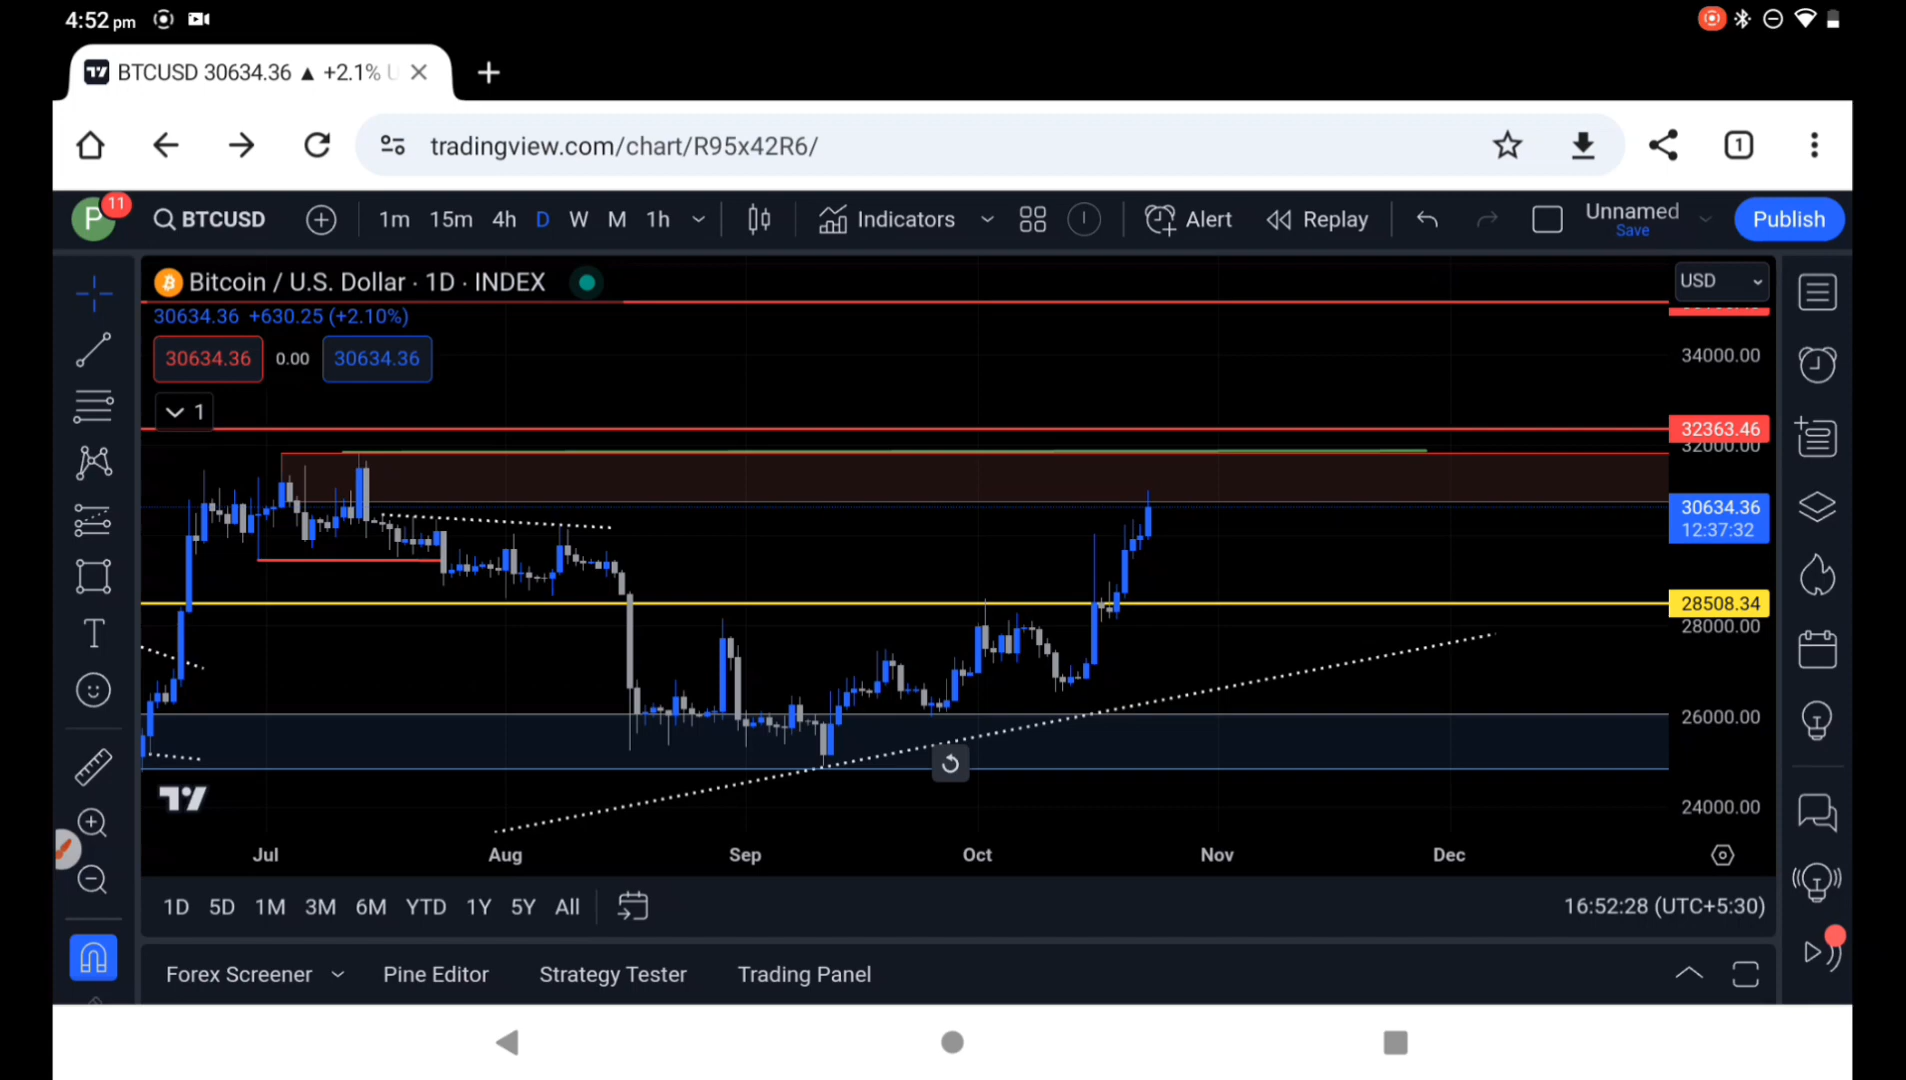 4:52 pm
BTCUSD 30634.36 ▲ +2.1% U
tradingview.com/chart/R95x42R6/
1
P
11
BTCUSD
1m 15m 4h D W M 1h
Indicators
Alert
Replay
Unnamed
Save
Publish
Bitcoin / U.S. Dollar · 1D · INDEX
USD
30634.36 +630.25 (+2.10%)
30634.36 0.00 30634.36
1
34000.00
32363.46
32000.00
30634.36
12:37:32
28508.34
28000.00
26000.00
24000.00
Jul Aug Sep Oct Nov Dec
1D 5D 1M 3M 6M YTD 1Y 5Y All
16:52:28 (UTC+5:30)
Forex Screener Pine Editor Strategy Tester Trading Panel